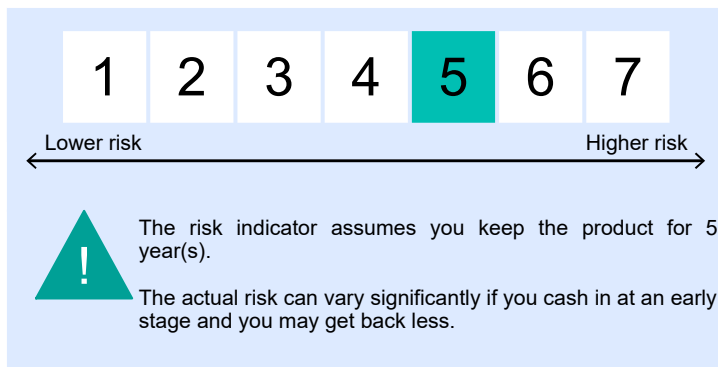 1 2 3 4 5 6 7
Lower risk Higher risk
!
The risk indicator assumes you keep the product for 5
year(s).
The actual risk can vary significantly if you cash in at an early
stage and you may get back less.